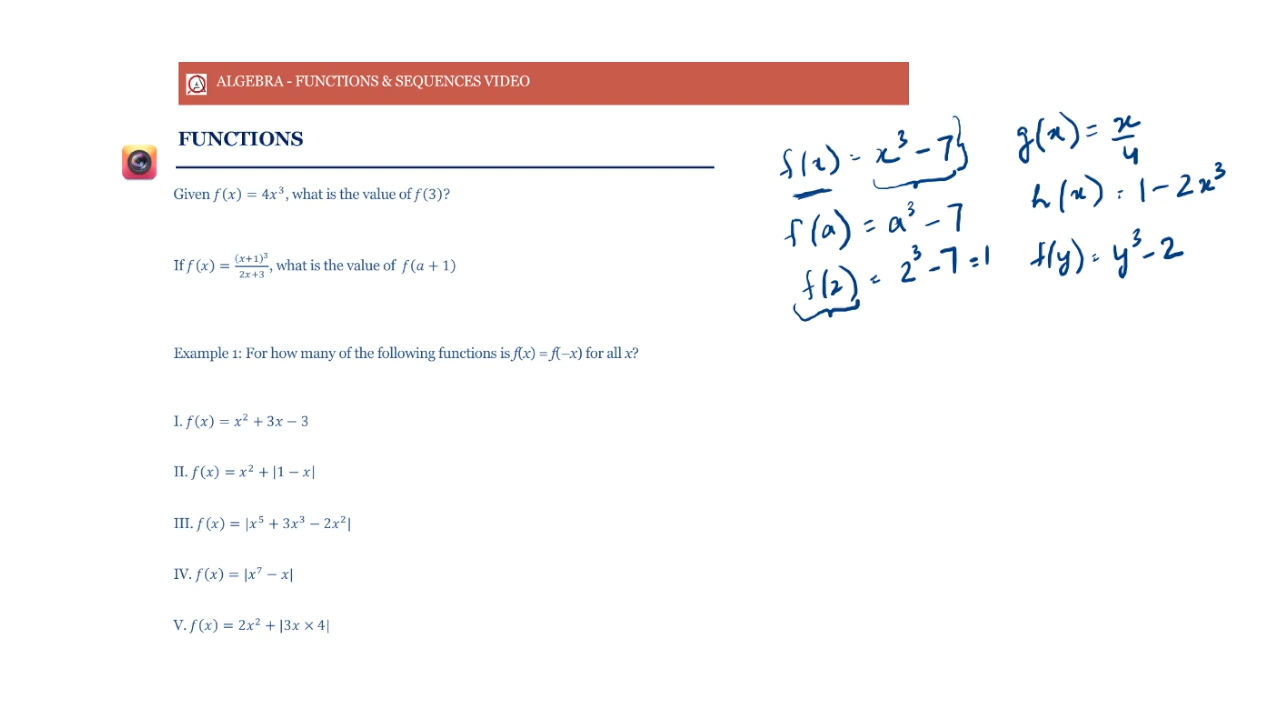 ALGEBRA - FUNCTIONS & SEQUENCES VIDEO
FUNCTIONS
Given f(x) = 4x³, what is the value of f(3)?
If f(x) = (x+1)³/2x+3, what is the value of f(a + 1)
Example 1: For how many of the following functions is f(x) = f(−x) for all x?
I. f(x) = x² + 3x − 3
II. f(x) = x² + |1 − x|
III. f(x) = |x⁵ + 3x³ − 2x²|
IV. f(x) = |x⁷ − x|
V. f(x) = 2x² + |3x × 4|
f(x) = x³ − 7}
f(a) = a³ − 7
f(2) = 2³ − 7 = 1
g(x) = x/4
h(x) = 1 − 2x³
f(y) = y³ − 2